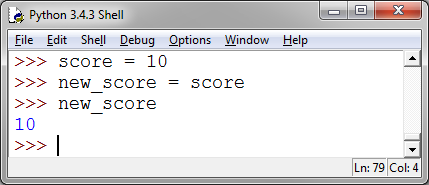 Python 3.4.3 Shell
File Edit Shell Debug Options Window Help
>>> score = 10
>>> new_score = score
>>> new_score
10
>>>
Ln: 79 Col: 4